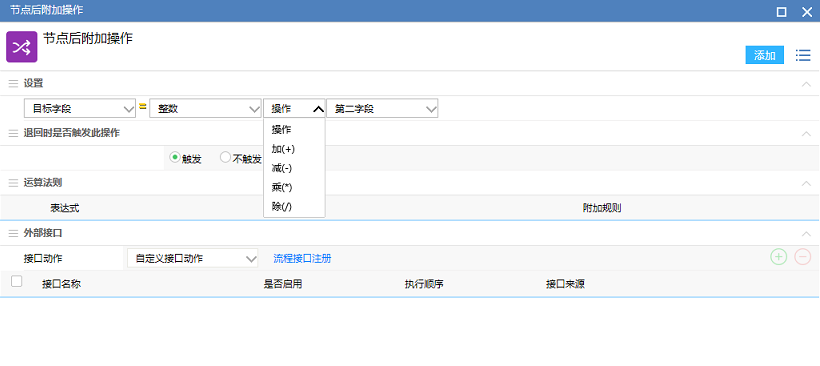 节点后附加操作
节点后附加操作
添加
设置
目标字段 = 整数 操作 第二字段
操作
加(+)
减(-)
乘(*)
除(/)
退回时是否触发此操作
触发 不触发
运算法则
表达式 附加规则
外部接口
接口动作 自定义接口动作 流程接口注册
接口名称 是否启用 执行顺序 接口来源